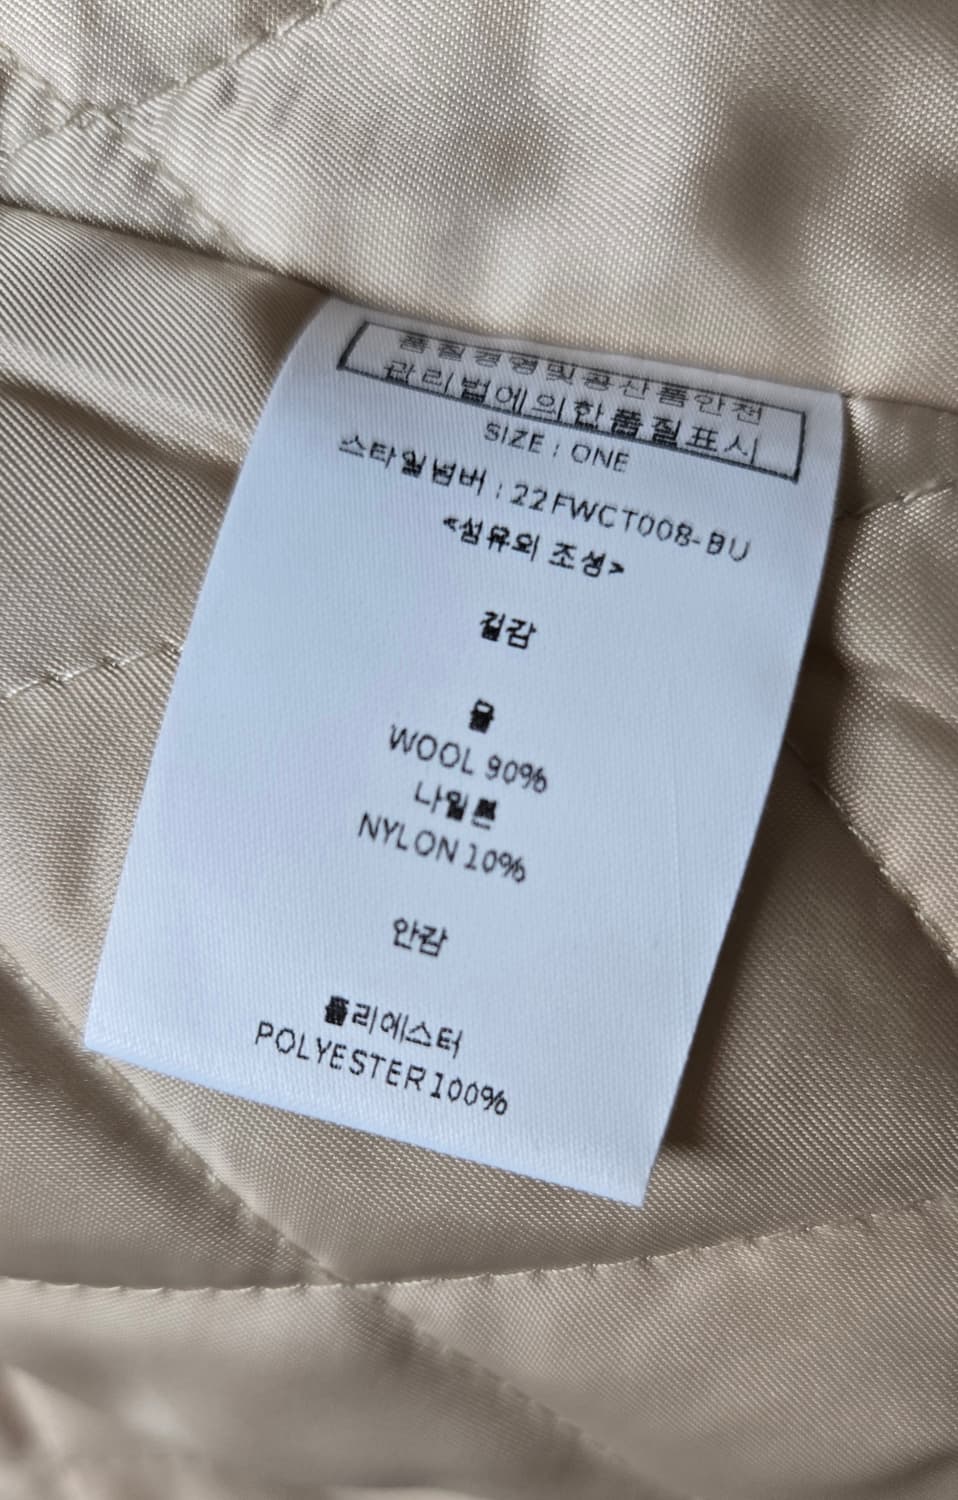 품질경영및공산품안전
관리법에의한품질표시
SIZE : ONE
스타일넘버 : 22FWCT008-BU
<섬유의 조성>
겉감
울
WOOL 90%
나일론
NYLON 10%
안감
폴리에스터
POLYESTER 100%